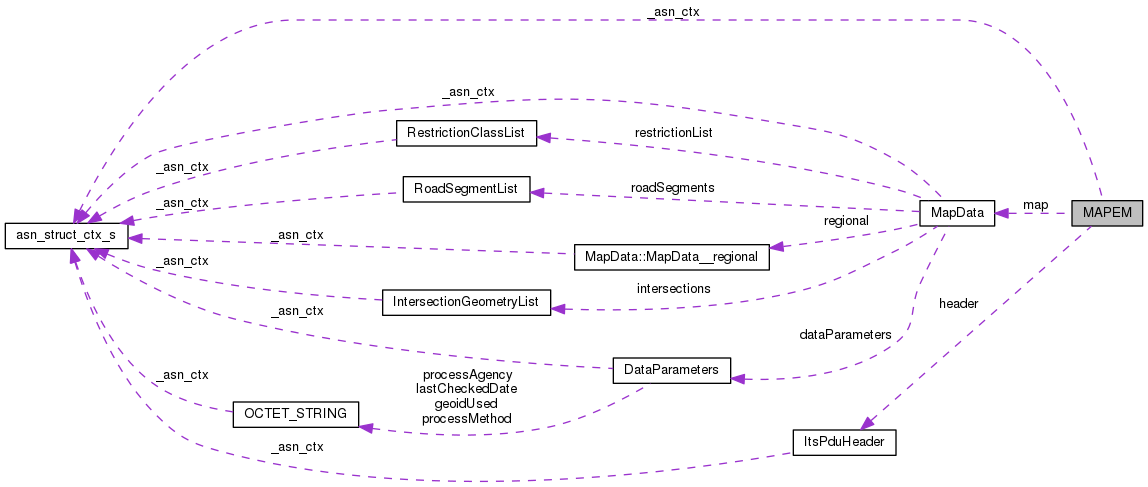 _asn_ctx
_asn_ctx
RestrictionClassList
restrictionList
_asn_ctx
RoadSegmentList
roadSegments
_asn_ctx
MapData
map
MAPEM
regional
asn_struct_ctx_s
_asn_ctx
MapData::MapData__regional
_asn_ctx
intersections
IntersectionGeometryList
header
_asn_ctx
dataParameters
DataParameters
_asn_ctx
processAgency
lastCheckedDate
geoidUsed
processMethod
OCTET_STRING
ItsPduHeader
_asn_ctx